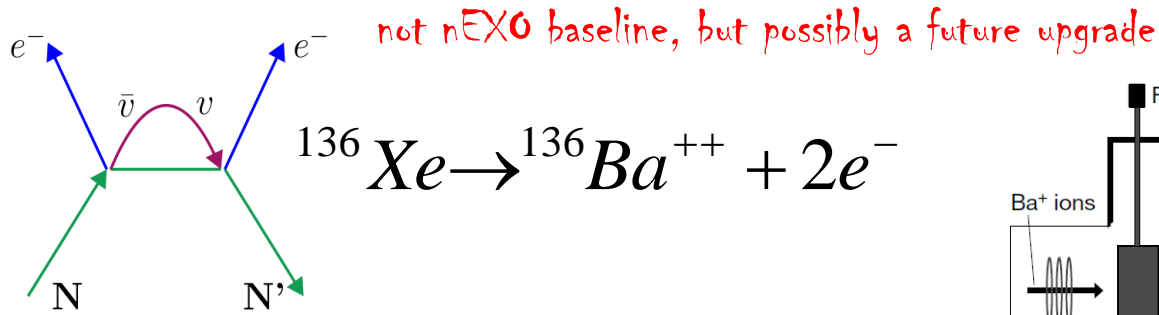 not nEXO baseline, but possibly a future upgrade
e⁻ e⁻
ν̄ ν
¹³⁶Xe→¹³⁶Ba⁺⁺ + 2e⁻
Ba⁺ ions
N N'